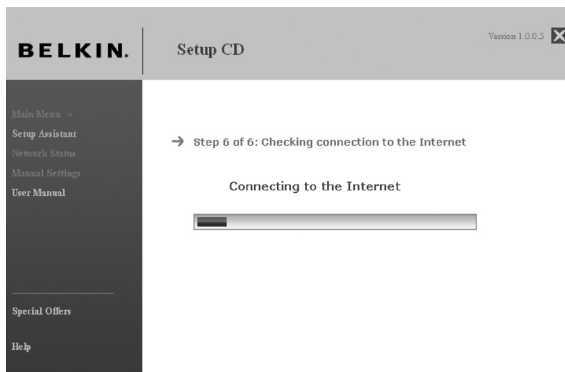 BELKIN.
Setup CD
Version 1.0.0.5
Main Menu >
Setup Assistant
Network Status
Manual Settings
User Manual
Special Offers
Help
→ Step 6 of 6: Checking connection to the Internet
Connecting to the Internet